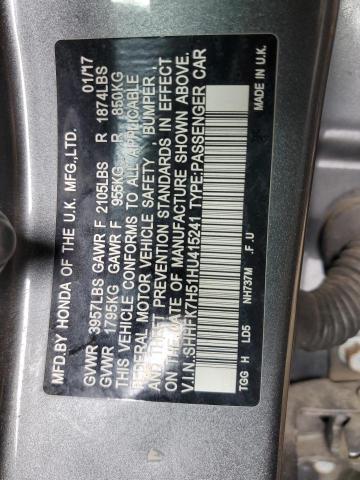 MFD.BY HONDA OF THE U.K. MFG.,LTD. 01/17
GVWR 3957LBS GAWR F 2105LBS R 1874LBS
GVWR 1795KG GAWR F 955KG R 850KG
THIS VEHICLE CONFORMS TO ALL APPLICABLE
FEDERAL MOTOR VEHICLE SAFETY BUMPER,
THEFT PREVENTION STANDARDS IN EFFECT
ON THE DATE OF MANUFACTURE SHOWN ABOVE.
V.I.N.:SHHFK7H51HU415241 TYPE:PASSENGER CAR
NH737M .F.U MADE IN U.K.
TGG H LD5